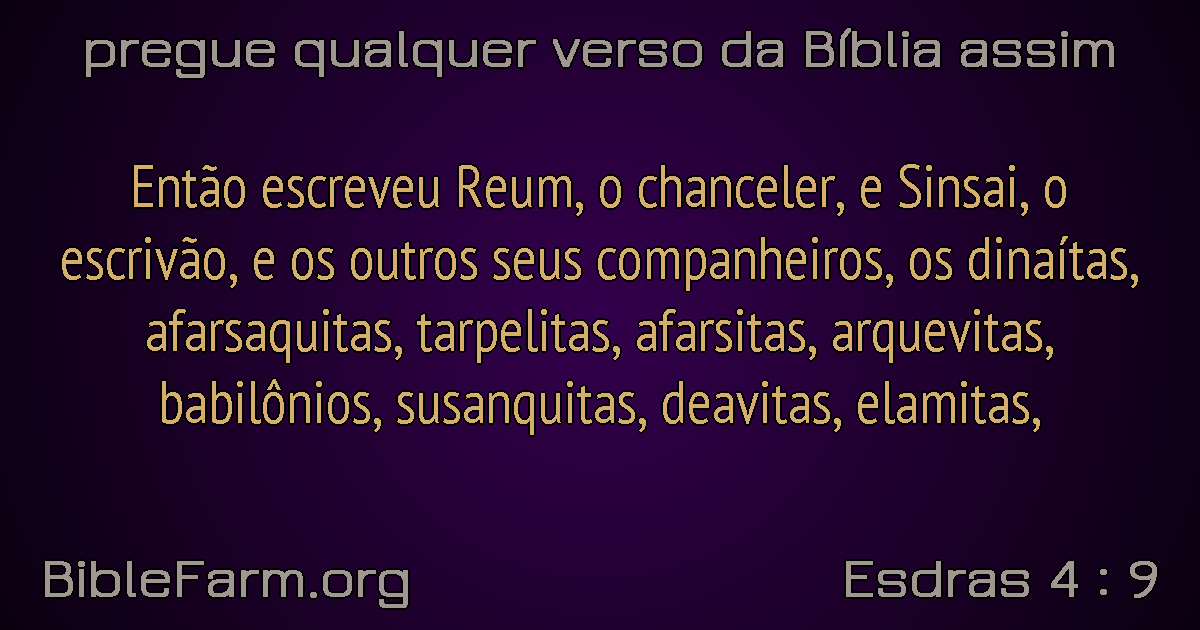 pregue qualquer verso da Bíblia assim
Então escreveu Reum, o chanceler, e Sinsai, o
escrivão, e os outros seus companheiros, os dinaítas,
afarsaquitas, tarpelitas, afarsitas, arquevitas,
babilônios, susanquitas, deavitas, elamitas,
BibleFarm.org
Esdras 4 : 9